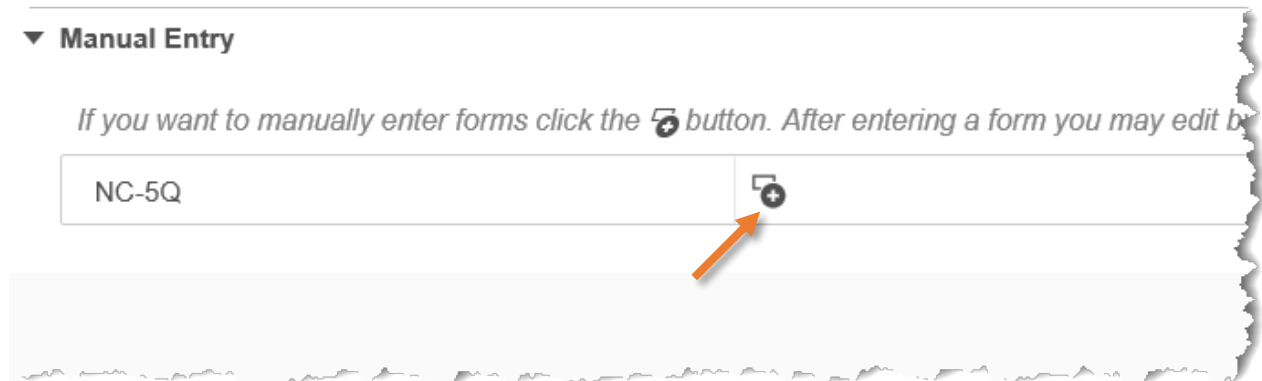 Manual Entry
If you want to manually enter forms click the button. After entering a form you may edit
NC-5Q